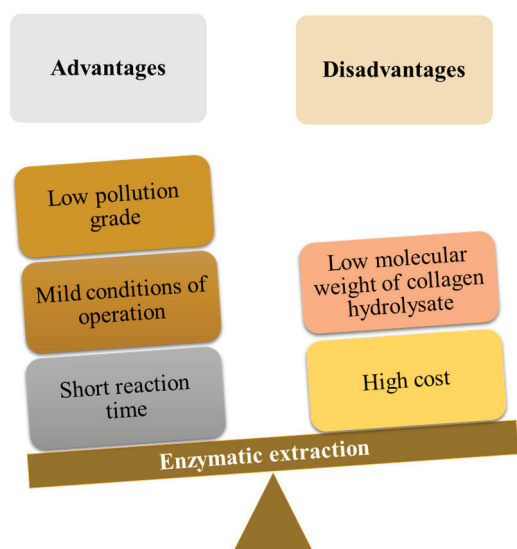 Advantages
Disadvantages
Low pollution
grade
Mild conditions of
operation
Short reaction
time
Low molecular
weight of collagen
hydrolysate
High cost
Enzymatic extraction